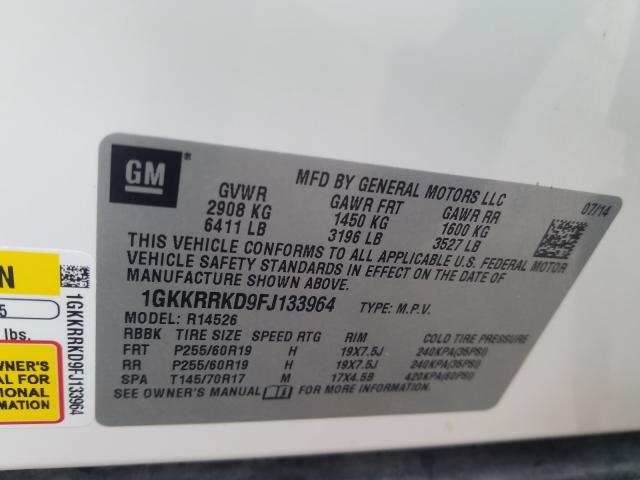 GM
MFD BY GENERAL MOTORS LLC
07/14
GVWR GAWR FRT GAWR RR
2908 KG 1450 KG 1600 KG
6411 LB 3196 LB 3527 LB
THIS VEHICLE CONFORMS TO ALL APPLICABLE U.S. FEDERAL MOTOR
VEHICLE SAFETY STANDARDS IN EFFECT ON THE DATE OF
MANUFACTURE SHOWN ABOVE.
1GKKRRKD9FJ133964 TYPE: M.P.V.
MODEL: R14526
RBBK TIRE SIZE SPEED RTG RIM COLD TIRE PRESSURE
FRT P255/60R19 H 19X7.5J 240KPA(35PSI)
RR P255/60R19 H 19X7.5J 240KPA(35PSI)
SPA T145/70R17 M 17X4.5B 420KPA(60PSI)
SEE OWNER'S MANUAL FOR MORE INFORMATION.
N
5
lbs.
OWNER'S
AL FOR
IONAL
MATION
1GKKRRKD9FJ133964